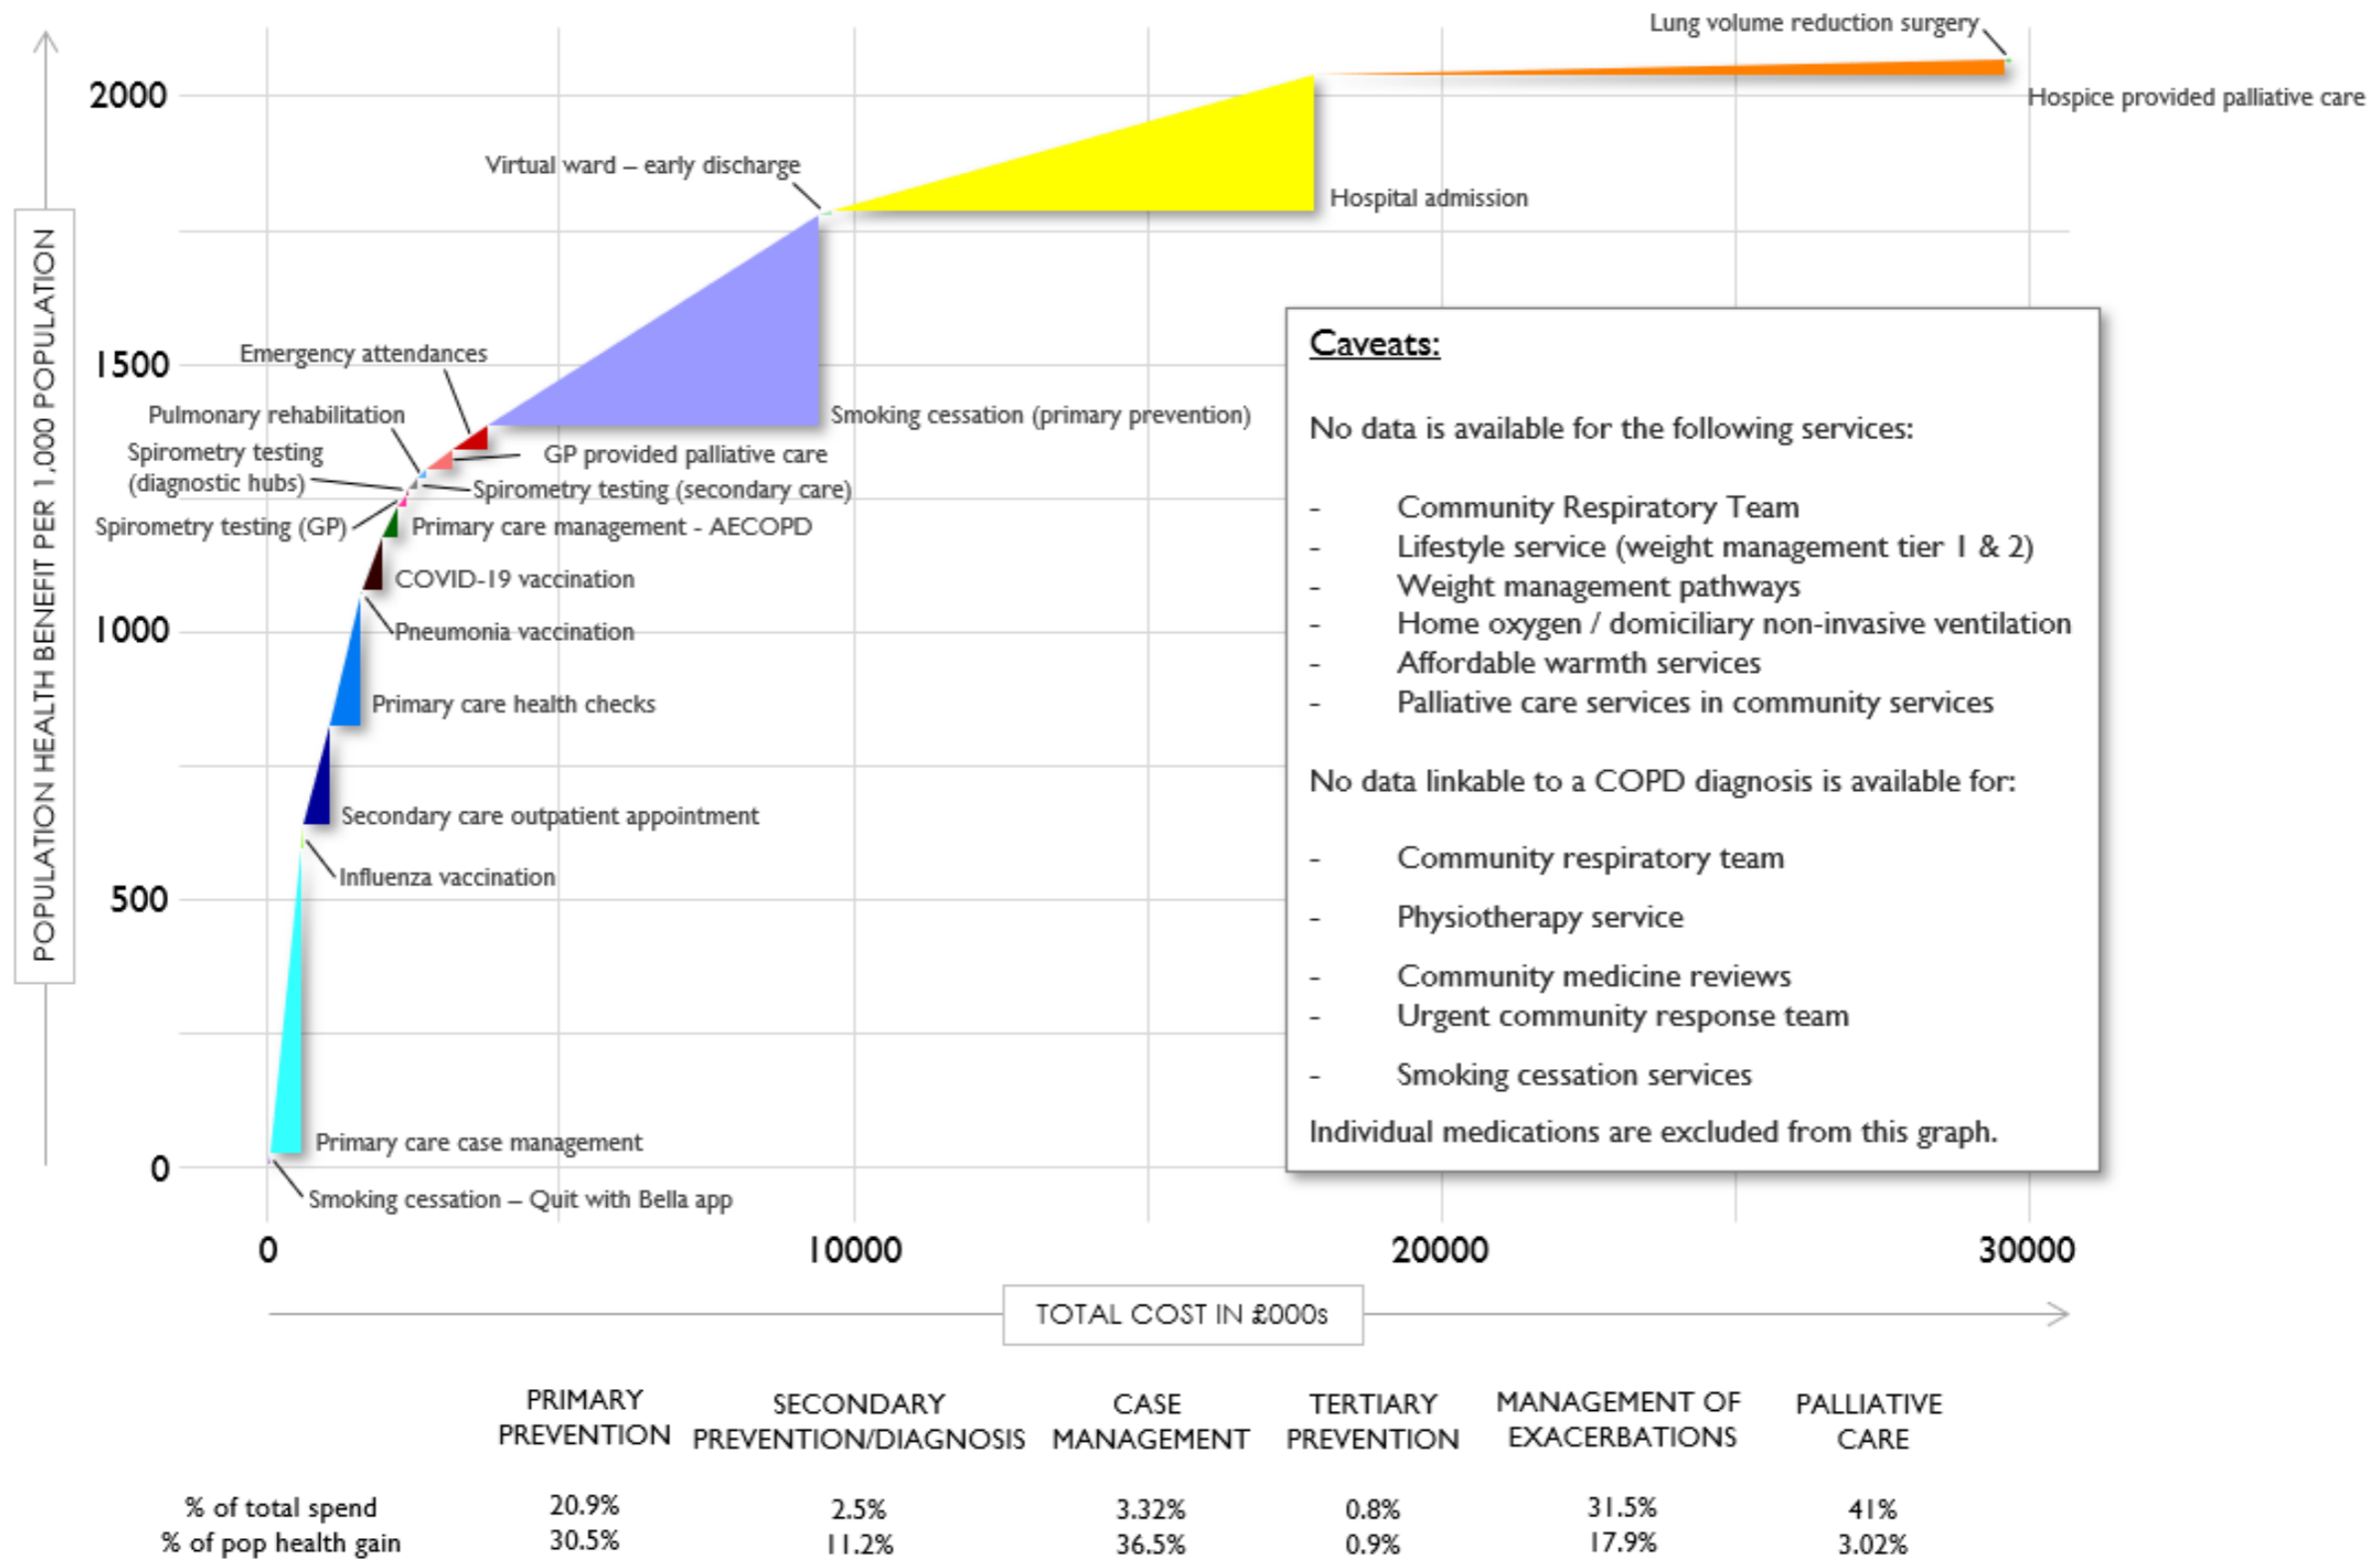 Lung volume reduction surgery
2000
Hospice provided palliative care
Virtual ward – early discharge
Hospital admission
POPULATION HEALTH BENEFIT PER 1,000 POPULATION
Emergency attendances
1500
Pulmonary rehabilitation
Smoking cessation (primary prevention)
Spirometry testing
(diagnostic hubs)
GP provided palliative care
Spirometry testing (secondary care)
Spirometry testing (GP)
Primary care management - AECOPD
COVID-19 vaccination
1000
Pneumonia vaccination
Primary care health checks
Secondary care outpatient appointment
Influenza vaccination
500
Primary care case management
0
Smoking cessation – Quit with Bella app
Caveats:
No data is available for the following services:
- Community Respiratory Team
- Lifestyle service (weight management tier 1 & 2)
- Weight management pathways
- Home oxygen / domiciliary non-invasive ventilation
- Affordable warmth services
- Palliative care services in community services
No data linkable to a COPD diagnosis is available for:
- Community respiratory team
- Physiotherapy service
- Community medicine reviews
- Urgent community response team
- Smoking cessation services
Individual medications are excluded from this graph.
0 10000 20000 30000
TOTAL COST IN £000s
PRIMARY PREVENTION
SECONDARY PREVENTION/DIAGNOSIS
CASE MANAGEMENT
TERTIARY PREVENTION
MANAGEMENT OF EXACERBATIONS
PALLIATIVE CARE
% of total spend 20.9% 2.5% 3.32% 0.8% 31.5% 41%
% of pop health gain 30.5% 11.2% 36.5% 0.9% 17.9% 3.02%